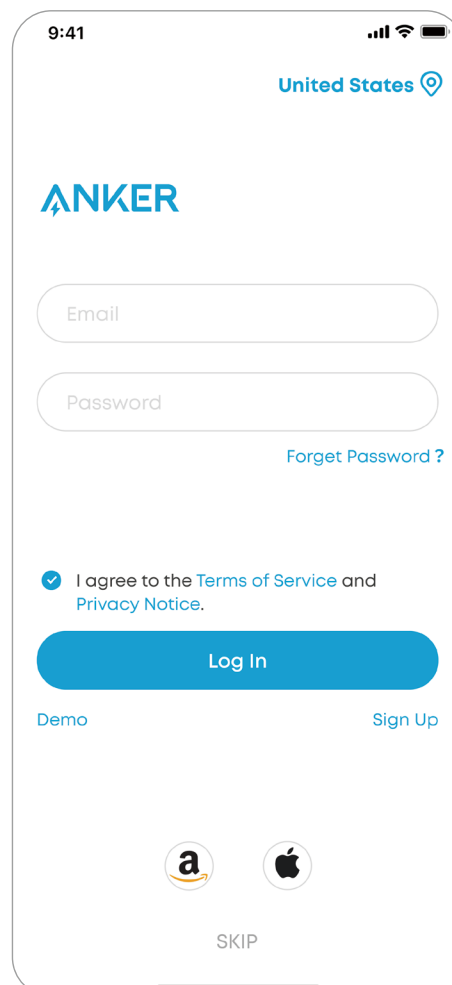 9:41
United States
ANKER
Email
Password
Forget Password ?
I agree to the Terms of Service and
Privacy Notice.
Log In
Demo
Sign Up
a
SKIP